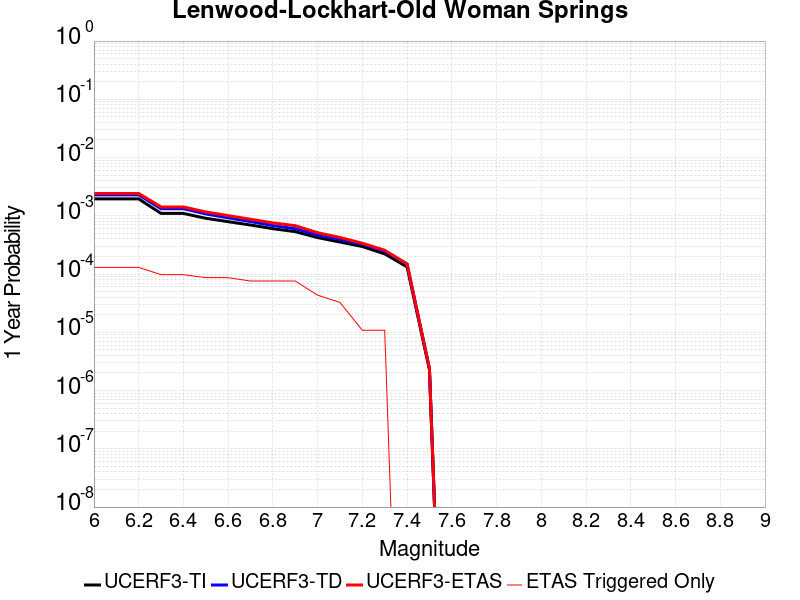 Lenwood-Lockhart-Old Woman Springs
10^0
10^-1
10^-2
10^-3
10^-4
10^-5
10^-6
10^-7
10^-8
1 Year Probability
6 6.2 6.4 6.6 6.8 7 7.2 7.4 7.6 7.8 8 8.2 8.4 8.6 8.8 9
Magnitude
UCERF3-TI UCERF3-TD UCERF3-ETAS ETAS Triggered Only